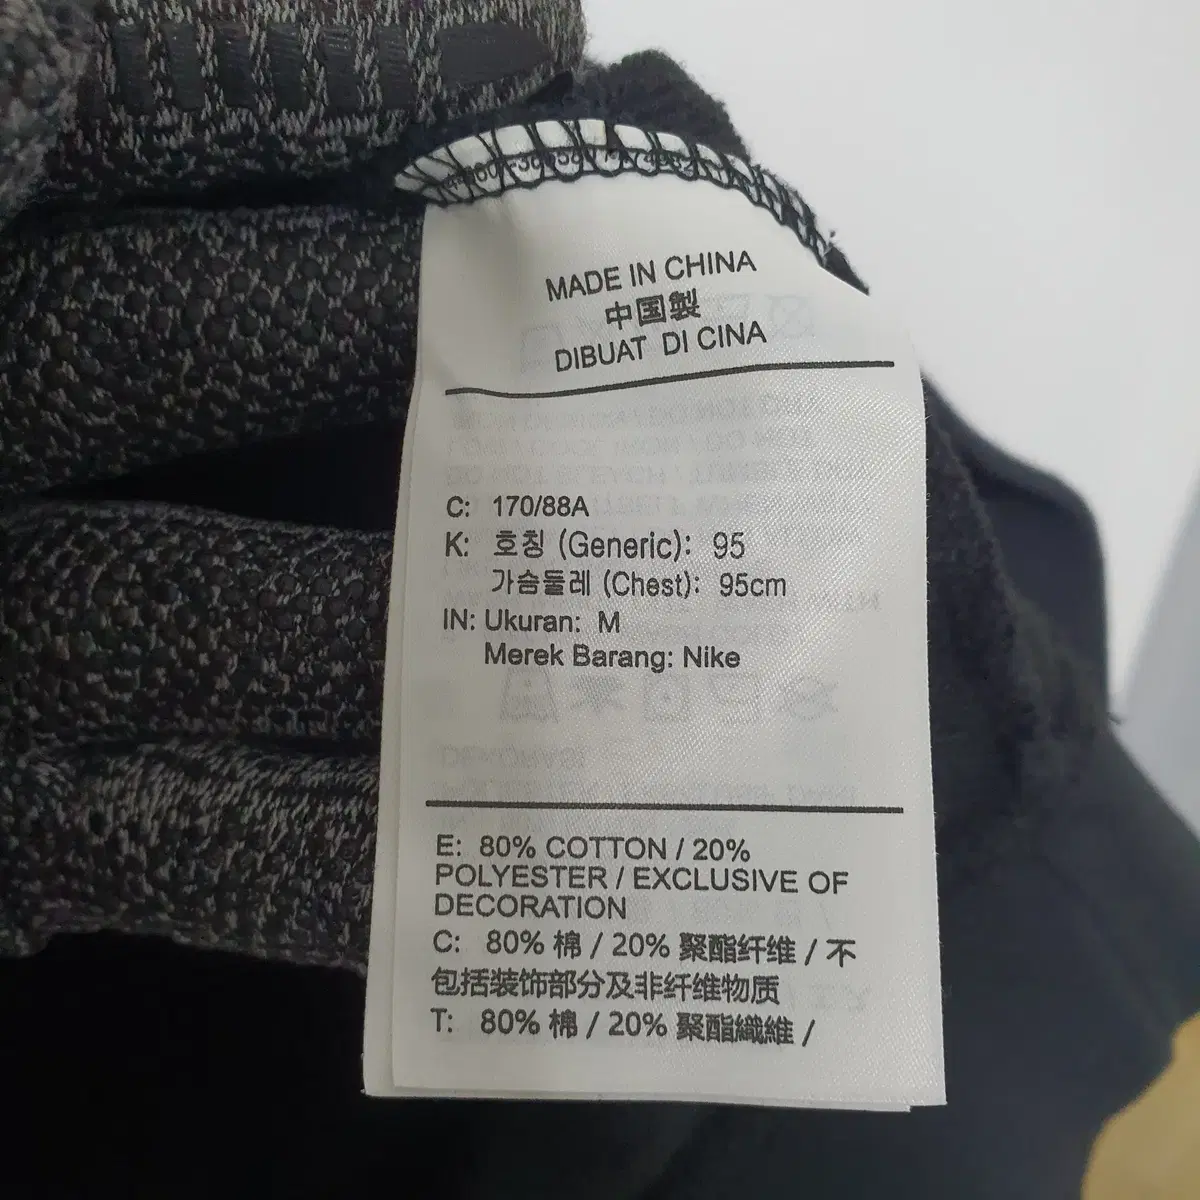 MADE IN CHINA
中国製
DIBUAT DI CINA
C: 170/88A
K: 호칭 (Generic): 95
가슴둘레 (Chest): 95cm
IN: Ukuran: M
Merek Barang: Nike
E: 80% COTTON / 20%
POLYESTER / EXCLUSIVE OF
DECORATION
C: 80% 棉 / 20% 聚酯纤维 / 不
包括装饰部分及非纤维物质
T: 80% 棉 / 20% 聚酯織維 /